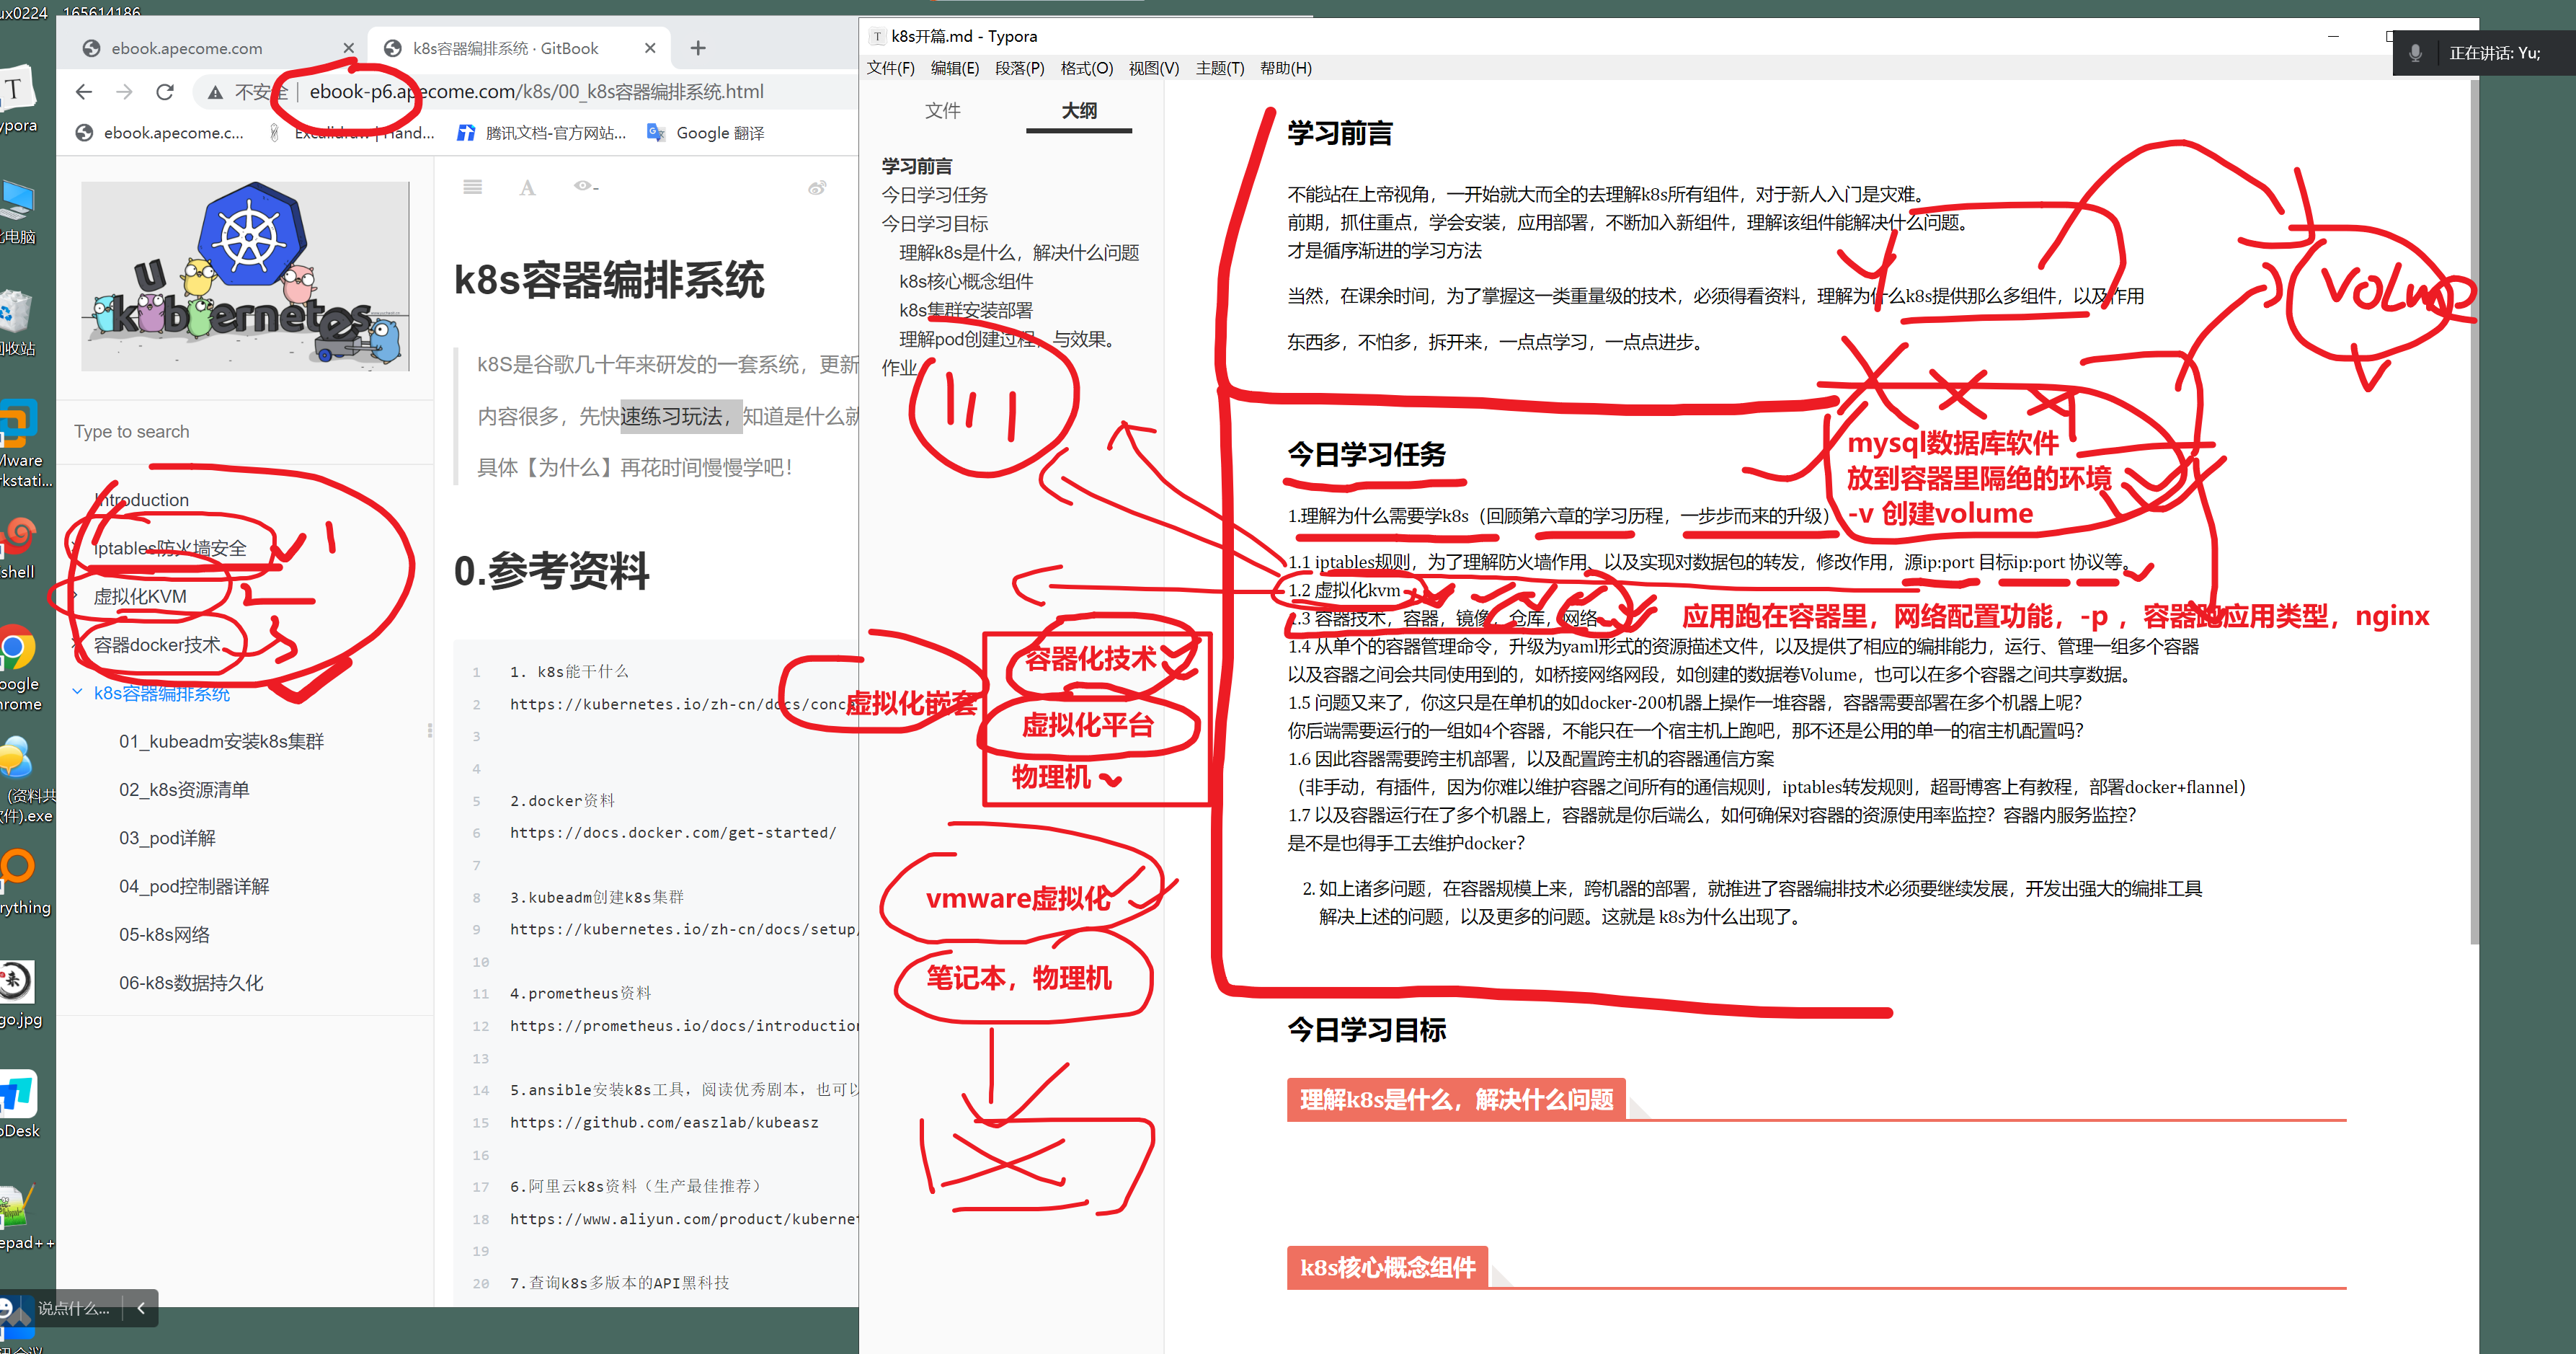 ux0224
165614186
ebook.apecome.com
k8s容器编排系统 · GitBook
不安全
ebook-p6.apecome.com/k8s/00_k8s容器编排系统.html
ebook.apecome.c...
Excalidraw | Hand...
腾讯文档-官方网站...
Google 翻译
kubernetes
Type to search
Introduction
iptables防火墙安全
虚拟化KVM
容器docker技术
k8s容器编排系统
01_kubeadm安装k8s集群
02_k8s资源清单
03_pod详解
04_pod控制器详解
05-k8s网络
06-k8s数据持久化
k8s容器编排系统
k8S是谷歌几十年来研发的一套系统，更新
内容很多，先快速练习玩法，知道是什么就
具体【为什么】再花时间慢慢学吧！
0.参考资料
1 1. k8s能干什么
2 https://kubernetes.io/zh-cn/docs/conc
3
4
5 2.docker资料
6 https://docs.docker.com/get-started/
7
8 3.kubeadm创建k8s集群
9 https://kubernetes.io/zh-cn/docs/setup/
10
11 4.prometheus资料
12 https://prometheus.io/docs/introduction
13
14 5.ansible安装k8s工具，阅读优秀剧本，也可以
15 https://github.com/easzlab/kubeasz
16
17 6.阿里云k8s资料（生产最佳推荐）
18 https://www.aliyun.com/product/kubernet
19
20 7.查询k8s多版本的API黑科技
k8s开篇.md - Typora
文件(F) 编辑(E) 段落(P) 格式(O) 视图(V) 主题(T) 帮助(H)
正在讲话: Yu;
文件
大纲
学习前言
今日学习任务
今日学习目标
理解k8s是什么，解决什么问题
k8s核心概念组件
k8s集群安装部署
理解pod创建过程，与效果。
作业
学习前言
不能站在上帝视角，一开始就大而全的去理解k8s所有组件，对于新人入门是灾难。
前期，抓住重点，学会安装，应用部署，不断加入新组件，理解该组件能解决什么问题。
才是循序渐进的学习方法
当然，在课余时间，为了掌握这一类重量级的技术，必须得看资料，理解为什么k8s提供那么多组件，以及作用
东西多，不怕多，拆开来，一点点学习，一点点进步。
今日学习任务
1.理解为什么需要学k8s（回顾第六章的学习历程，一步步而来的升级）
1.1 iptables规则，为了理解防火墙作用、以及实现对数据包的转发，修改作用，源ip:port 目标ip:port 协议等。
1.2 虚拟化kvm
1.3 容器技术，容器，镜像，仓库，网络
1.4 从单个的容器管理命令，升级为yaml形式的资源描述文件，以及提供了相应的编排能力，运行、管理一组多个容器
以及容器之间会共同使用到的，如桥接网络网段，如创建的数据卷Volume，也可以在多个容器之间共享数据。
1.5 问题又来了，你这只是在单机的如docker-200机器上操作一堆容器，容器需要部署在多个机器上呢？
你后端需要运行的一组如4个容器，不能只在一个宿主机上跑吧，那不还是公用的单一的宿主机配置吗？
1.6 因此容器需要跨主机部署，以及配置跨主机的容器通信方案
（非手动，有插件，因为你难以维护容器之间所有的通信规则，iptables转发规则，超哥博客上有教程，部署docker+flannel）
1.7 以及容器运行在了多个机器上，容器就是你后端么，如何确保对容器的资源使用率监控？容器内服务监控？
是不是也得手工去维护docker？
2. 如上诸多问题，在容器规模上来，跨机器的部署，就推进了容器编排技术必须要继续发展，开发出强大的编排工具
解决上述的问题，以及更多的问题。这就是 k8s为什么出现了。
今日学习目标
理解k8s是什么，解决什么问题
k8s核心概念组件
mysql数据库软件
放到容器里隔绝的环境
-v 创建volume
应用跑在容器里，网络配置功能，-p ，容器跑应用类型，nginx
容器化技术
虚拟化嵌套
虚拟化平台
物理机
vmware虚拟化
笔记本，物理机
1
2
3
ypora
电脑
回收站
Mware
rkstati...
shell
oogle
hrome
(资料共
件).exe
rything
go.jpg
oDesk
epad++
说点什么...